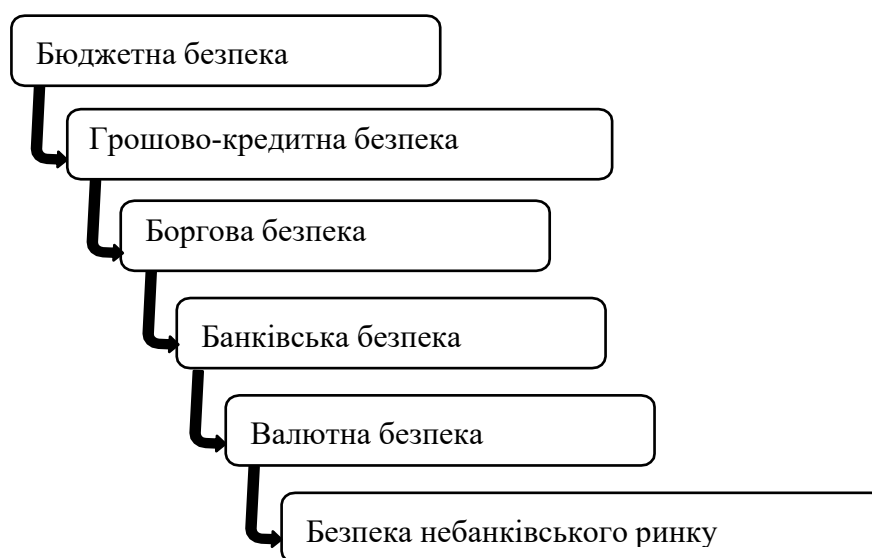 Бюджетна безпека
Грошово-кредитна безпека
Боргова безпека
Банківська безпека
Валютна безпека
Безпека небанківського ринку